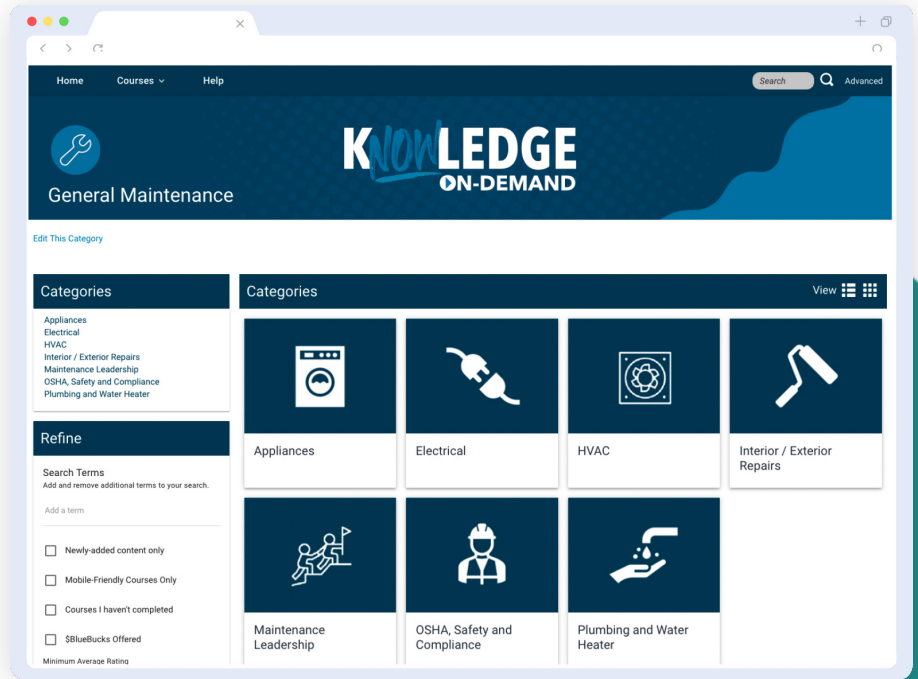 Home Courses Help
Search Advanced
KNOWLEDGE
ON-DEMAND
General Maintenance
Edit This Category
Categories
Appliances
Electrical
HVAC
Interior / Exterior Repairs
Maintenance Leadership
OSHA, Safety and Compliance
Plumbing and Water Heater
Refine
Search Terms
Add and remove additional terms to your search.
Add a term
Newly-added content only
Mobile-Friendly Courses Only
Courses I haven't completed
$BlueBucks Offered
Minimum Average Rating
Categories View
Appliances
Electrical
HVAC
Interior / Exterior
Repairs
Maintenance
Leadership
OSHA, Safety and
Compliance
Plumbing and Water
Heater